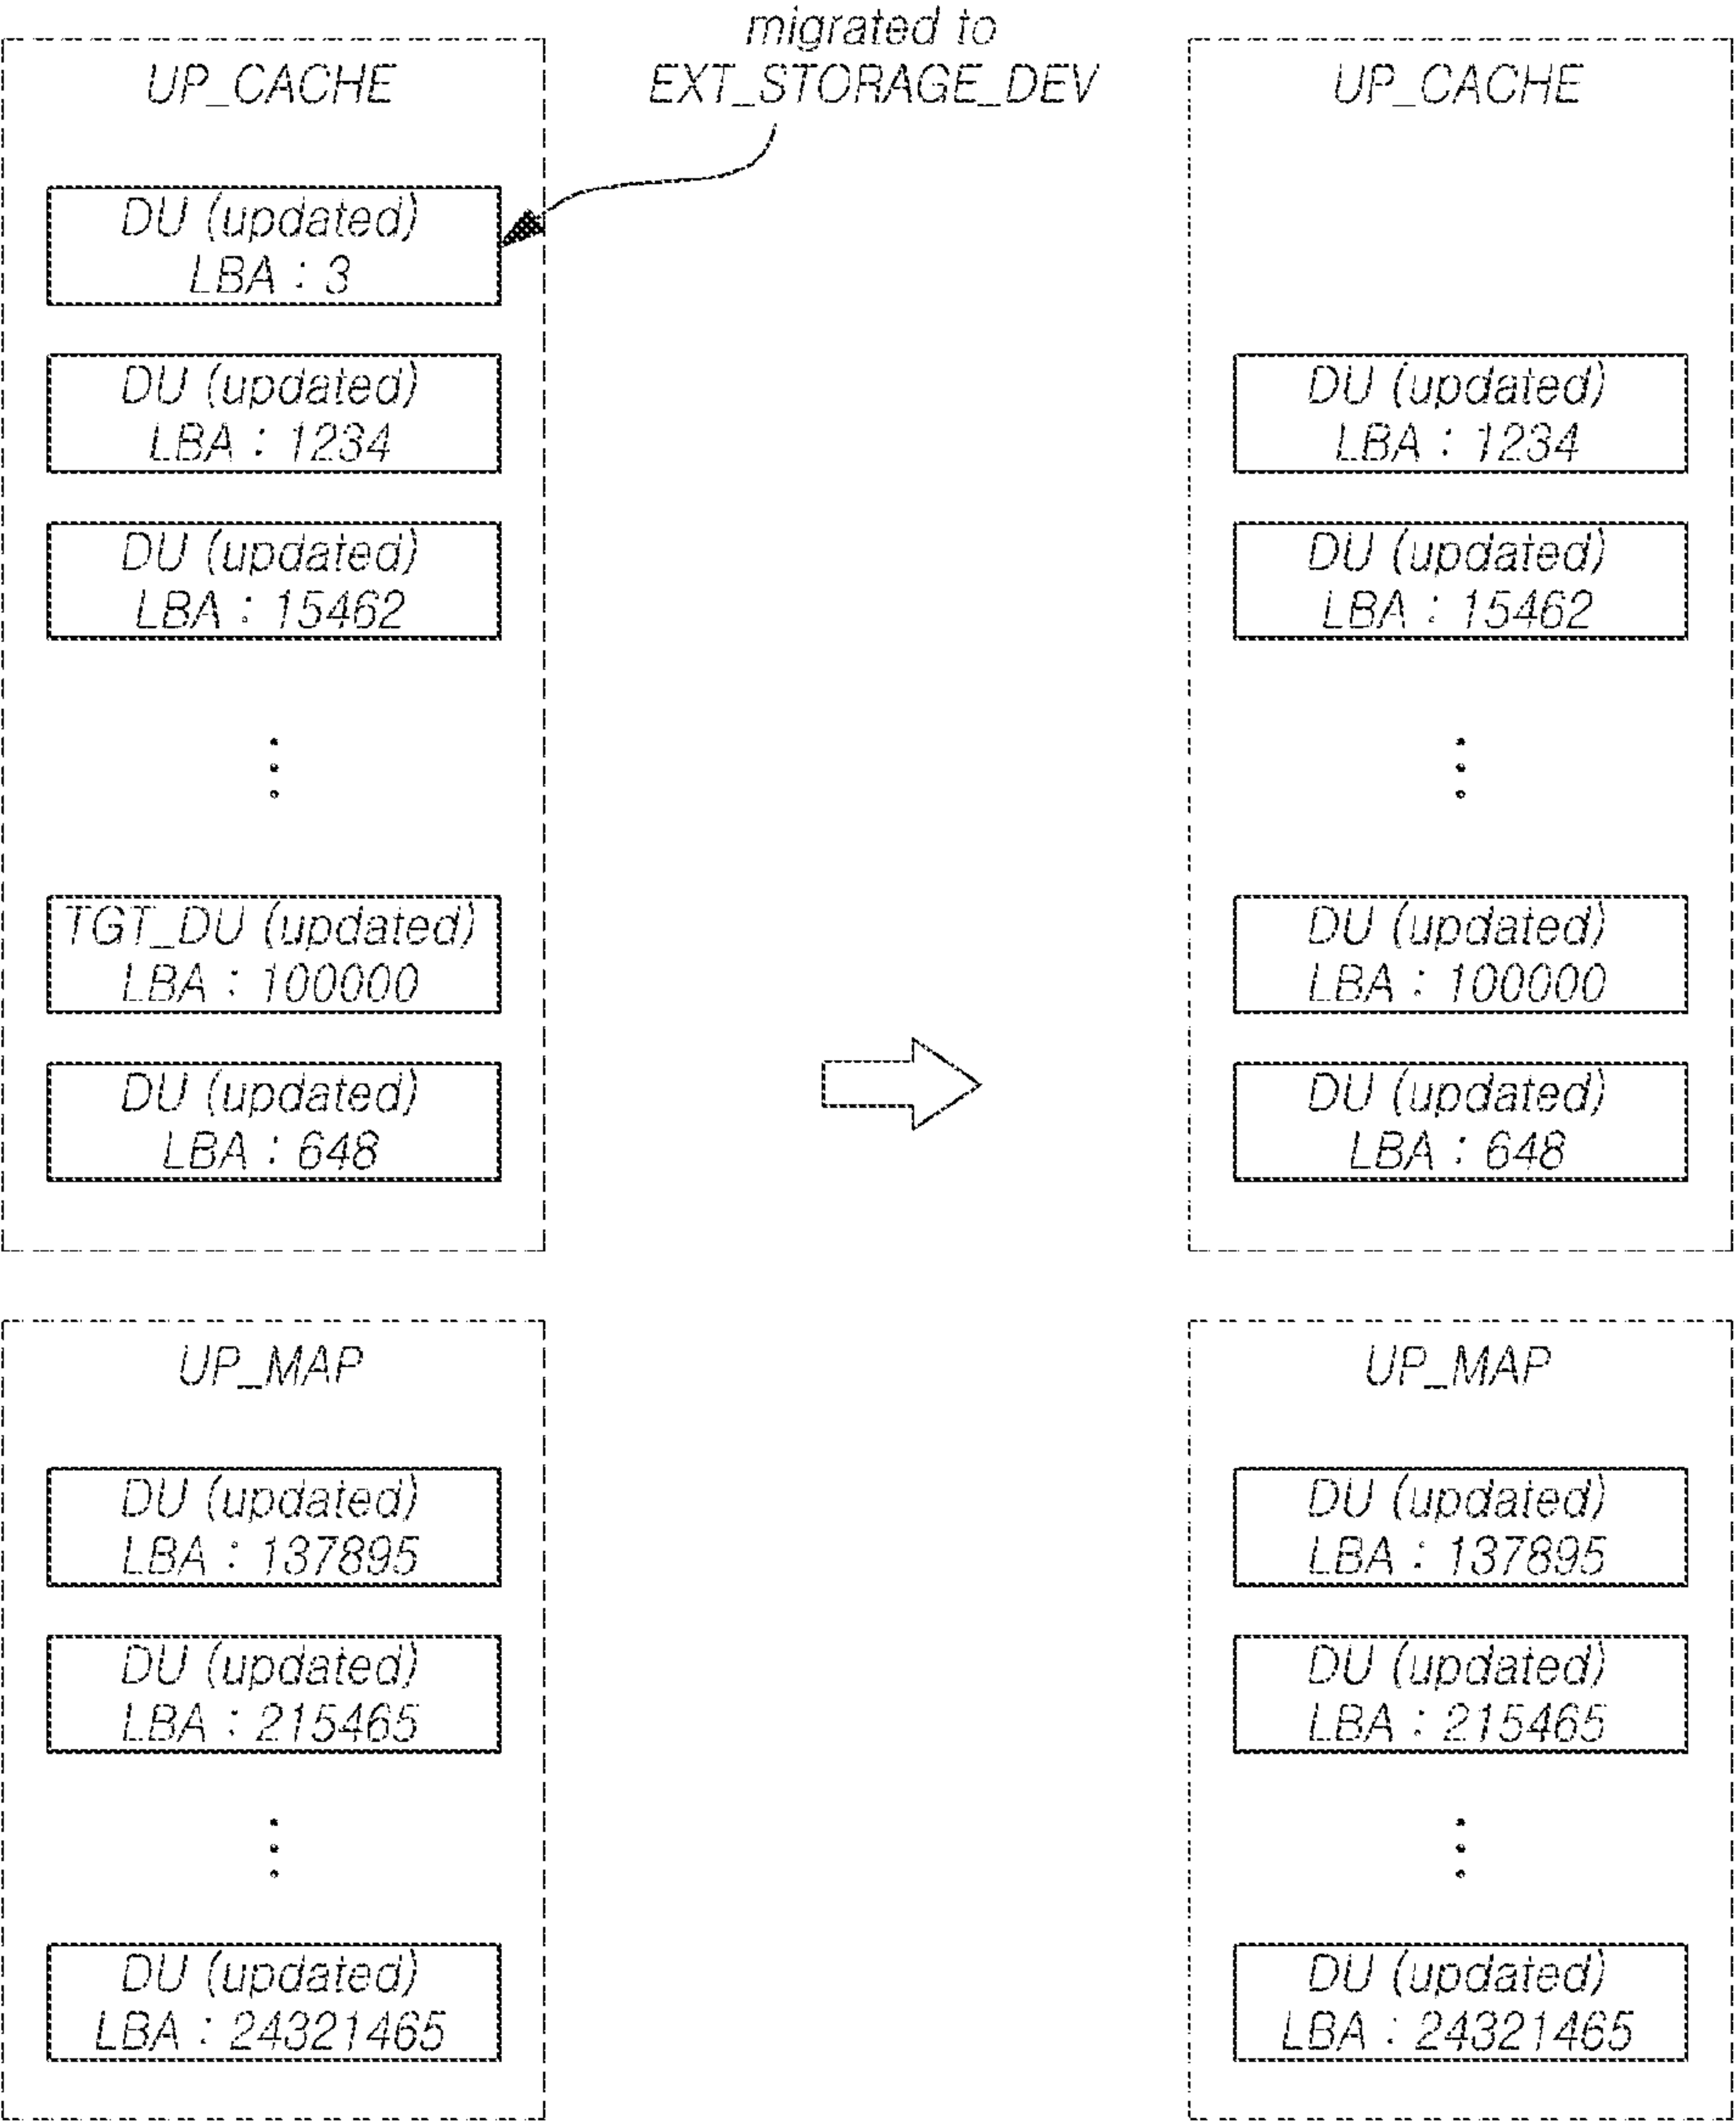 migrated to
EXT_STORAGE_DEV
UP_CACHE
DU (updated)
LBA : 3
DU (updated)
LBA : 1234
DU (updated)
LBA : 15462
TGT_DU (updated)
LBA : 100000
DU (updated)
LBA : 648
UP_CACHE
DU (updated)
LBA : 1234
DU (updated)
LBA : 15462
DU (updated)
LBA : 100000
DU (updated)
LBA : 648
UP_MAP
DU (updated)
LBA : 137895
DU (updated)
LBA : 215465
DU (updated)
LBA : 24321465
UP_MAP
DU (updated)
LBA : 137895
DU (updated)
LBA : 215465
DU (updated)
LBA : 24321465